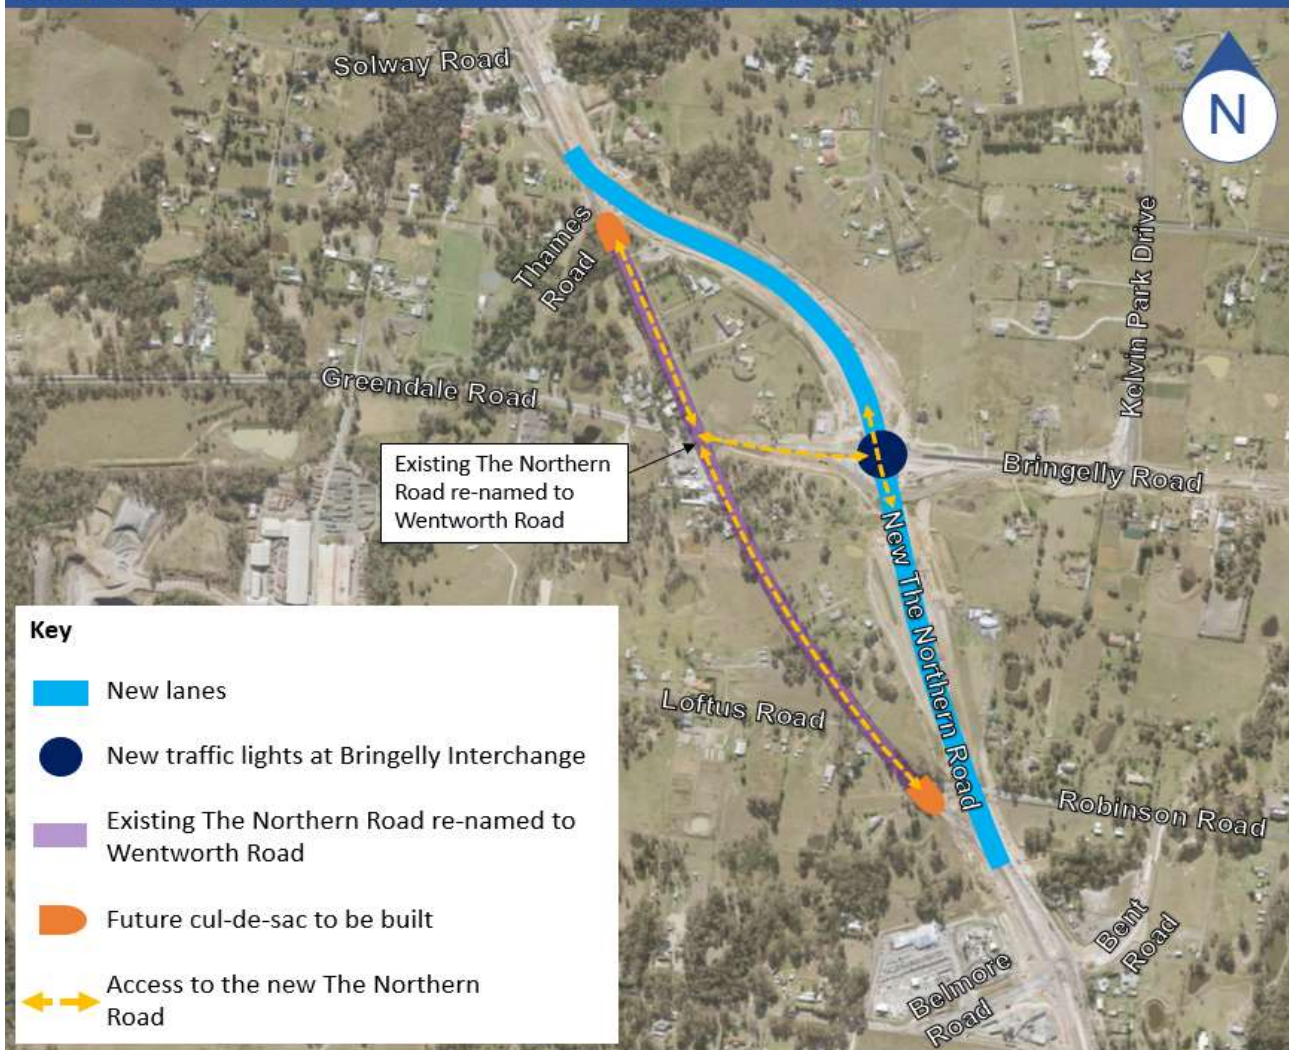 Solway Road
N
Thames
Road
Kelvin Park Drive
Greendale Road
Existing The Northern
Road re-named to
Wentworth Road
Bringelly Road
New The Northern Road
Loftus Road
Robinson Road
Bent
Road
Belmore
Road
Key
New lanes
New traffic lights at Bringelly Interchange
Existing The Northern Road re-named to
Wentworth Road
Future cul-de-sac to be built
Access to the new The Northern
Road